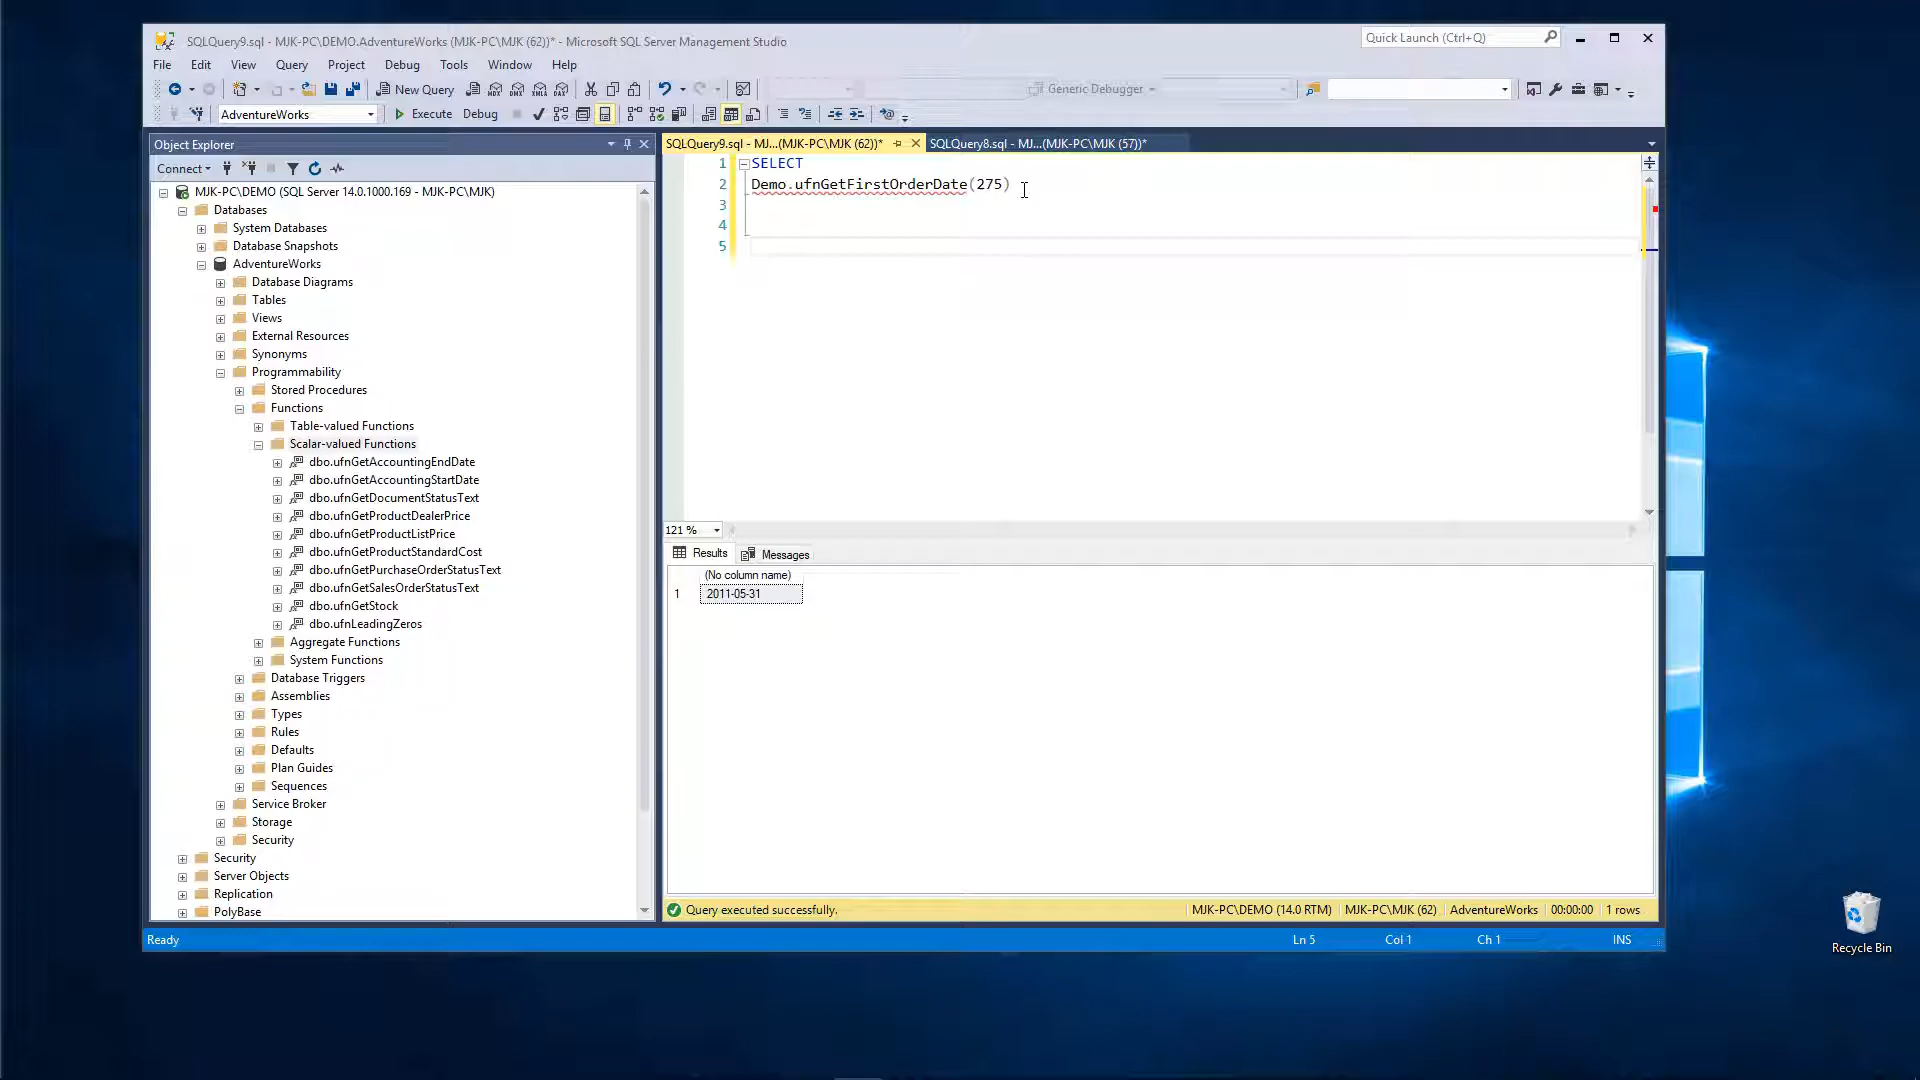 SQLQuery9.sql - MJK-PC\DEMO.AdventureWorks (MJK-PC\MJK (62))* - Microsoft SQL Server Management Studio
Quick Launch (Ctrl+Q)
File Edit View Query Project Debug Tools Window Help
New Query
Generic Debugger
AdventureWorks
Execute Debug
Object Explorer
Connect
MJK-PC\DEMO (SQL Server 14.0.1000.169 - MJK-PC\MJK)
Databases
System Databases
Database Snapshots
AdventureWorks
Database Diagrams
Tables
Views
External Resources
Synonyms
Programmability
Stored Procedures
Functions
Table-valued Functions
Scalar-valued Functions
dbo.ufnGetAccountingEndDate
dbo.ufnGetAccountingStartDate
dbo.ufnGetDocumentStatusText
dbo.ufnGetProductDealerPrice
dbo.ufnGetProductListPrice
dbo.ufnGetProductStandardCost
dbo.ufnGetPurchaseOrderStatusText
dbo.ufnGetSalesOrderStatusText
dbo.ufnGetStock
dbo.ufnLeadingZeros
Aggregate Functions
System Functions
Database Triggers
Assemblies
Types
Rules
Defaults
Plan Guides
Sequences
Service Broker
Storage
Security
Security
Server Objects
Replication
PolyBase
SQLQuery9.sql - MJ...(MJK-PC\MJK (62))* SQLQuery8.sql - MJ...(MJK-PC\MJK (57))*
1 SELECT
2 Demo.ufnGetFirstOrderDate(275)
3
4
5
121 %
Results Messages
(No column name)
1 2011-05-31
Query executed successfully. MJK-PC\DEMO (14.0 RTM) MJK-PC\MJK (62) AdventureWorks 00:00:00 1 rows
Ready Ln 5 Col 1 Ch 1 INS
Recycle Bin